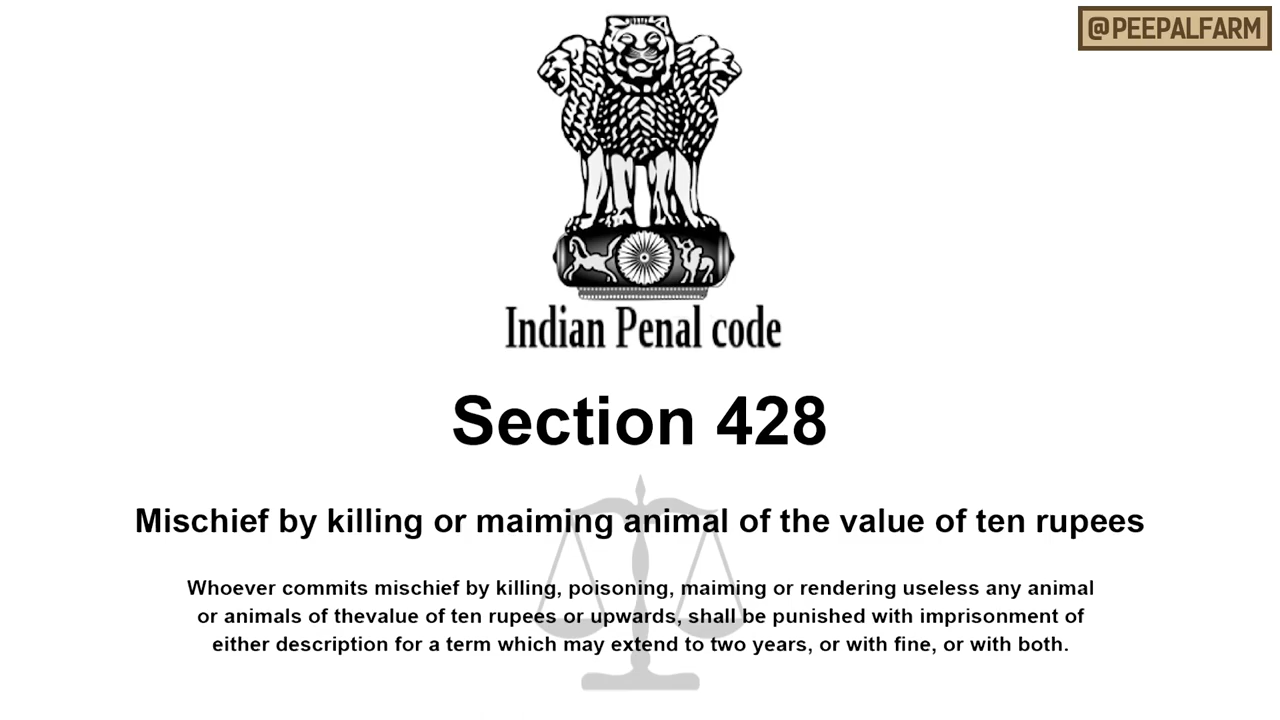 @PEEPALFARM
Indian Penal code
Section 428
Mischief by killing or maiming animal of the value of ten rupees
Whoever commits mischief by killing, poisoning, maiming or rendering useless any animal
or animals of thevalue of ten rupees or upwards, shall be punished with imprisonment of
either description for a term which may extend to two years, or with fine, or with both.